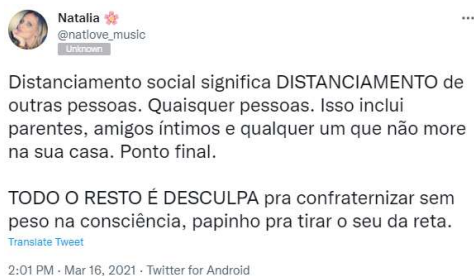 Natalia 🌸
@natlove_music
Unknown
Distanciamento social significa DISTANCIAMENTO de
outras pessoas. Quaisquer pessoas. Isso inclui
parentes, amigos íntimos e qualquer um que não more
na sua casa. Ponto final.
TODO O RESTO É DESCULPA pra confraternizar sem
peso na consciência, papinho pra tirar o seu da reta.
Translate Tweet
2:01 PM · Mar 16, 2021 · Twitter for Android